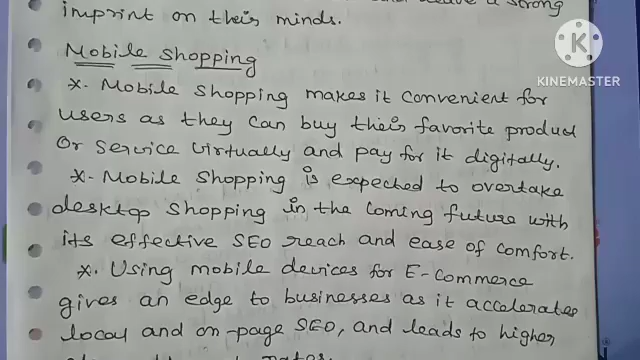 imprint on their minds.
KINEMASTER
Mobile Shopping
*. Mobile Shopping makes it convenient for
users as they can buy their favorite product
Or service virtually and pay for it digitally.
*. Mobile Shopping is expected to overtake
desktop Shopping in the coming future with
its effective SEO reach and ease of comfort.
*. Using mobile devices for E-Commerce
gives an edge to businesses as it accelerates
local and on-page SEO, and leads to higher